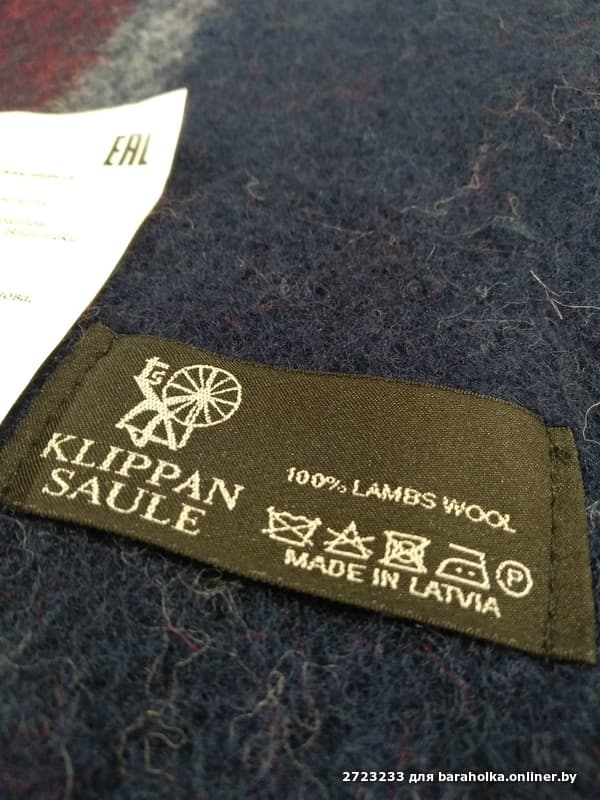 EAC
KLIPPAN
SAULE
100% LAMBS WOOL
MADE IN LATVIA
P
2723233 для baraholka.onliner.by